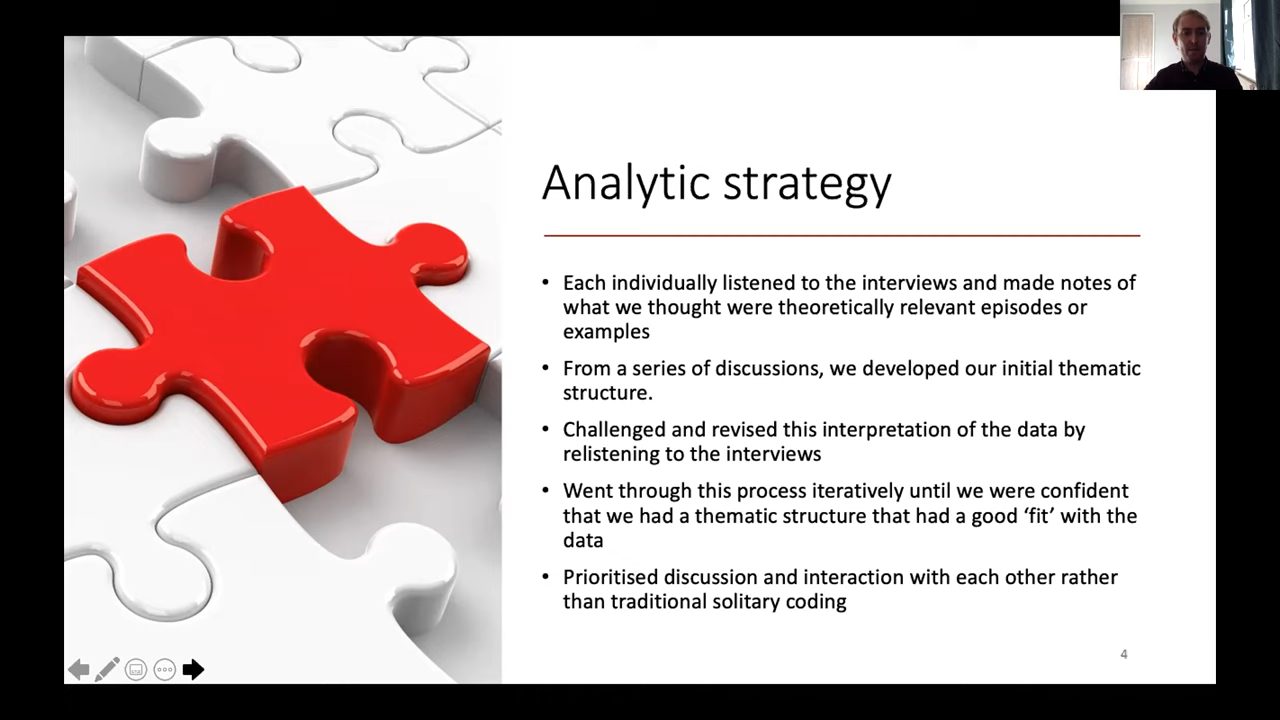 Analytic strategy
• Each individually listened to the interviews and made notes of
what we thought were theoretically relevant episodes or
examples
• From a series of discussions, we developed our initial thematic
structure.
• Challenged and revised this interpretation of the data by
relistening to the interviews
• Went through this process iteratively until we were confident
that we had a thematic structure that had a good ‘fit’ with the
data
• Prioritised discussion and interaction with each other rather
than traditional solitary coding
4